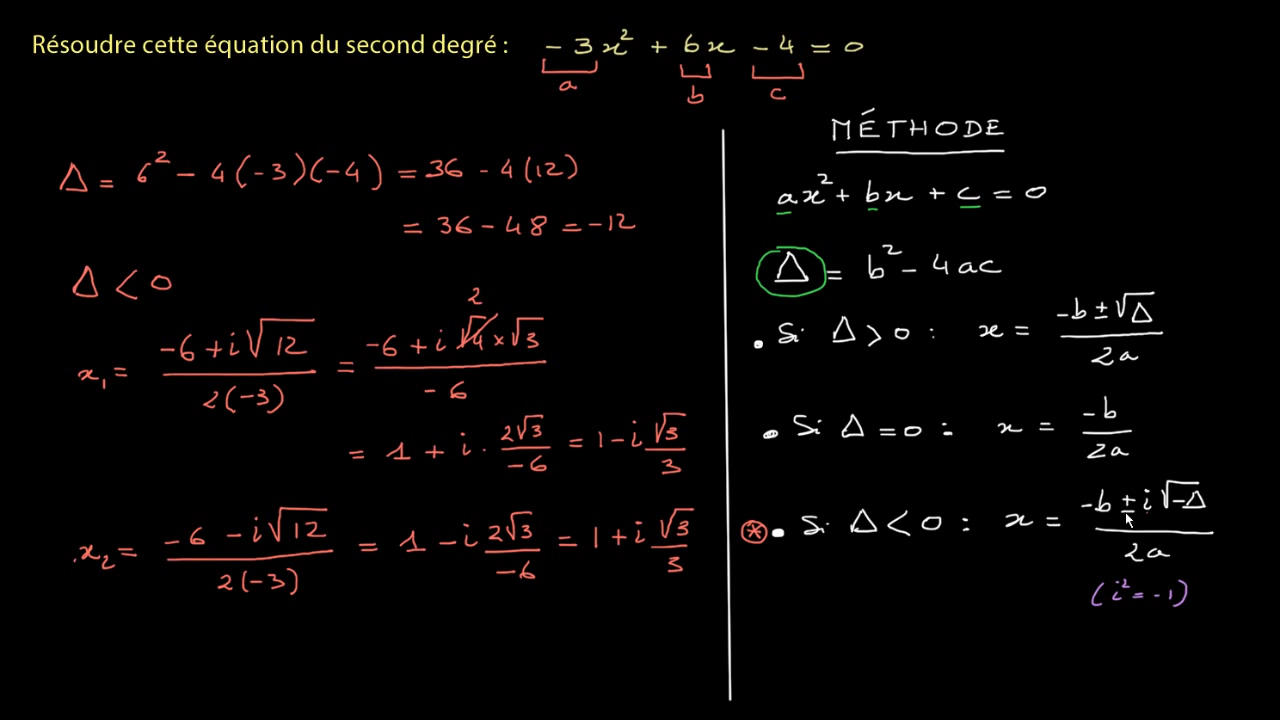 Résoudre cette équation du second degré : -3x² + 6x - 4 = 0
a b c
Δ = 6² - 4(-3)(-4) = 36 - 4(12)
= 36 - 48 = -12
Δ < 0
2
x₁ = (-6 + i√12)/(2(-3)) = (-6 + i √4 × √3)/(-6)
= 1 + i · (2√3)/(-6) = 1 - i √3/3
x₂ = (-6 - i√12)/(2(-3)) = 1 - i (2√3)/(-6) = 1 + i √3/3
MÉTHODE
ax² + bx + c = 0
Δ = b² - 4ac
• Si Δ > 0 : x = (-b ± √Δ)/(2a)
• Si Δ = 0 : x = (-b)/(2a)
* • Si Δ < 0 : x = (-b ± i√-Δ)/(2a)
(i² = -1)